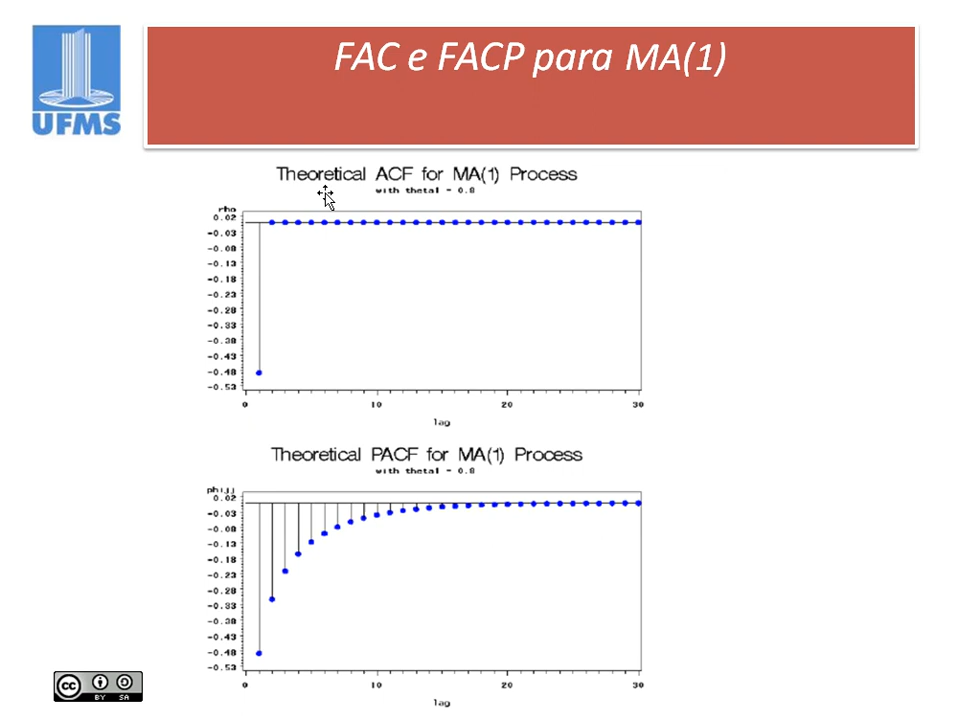 FAC e FACP para MA(1)
UFMS
Theoretical ACF for MA(1) Process
with theta1 = 0.8
rho
0.02
-0.03
-0.08
-0.13
-0.18
-0.23
-0.28
-0.33
-0.38
-0.43
-0.48
-0.53
0 10 20 30
lag
Theoretical PACF for MA(1) Process
with theta1 = 0.8
phijj
0.02
-0.03
-0.08
-0.13
-0.18
-0.23
-0.28
-0.33
-0.38
-0.43
-0.48
-0.53
0 10 20 30
lag
cc
BY SA